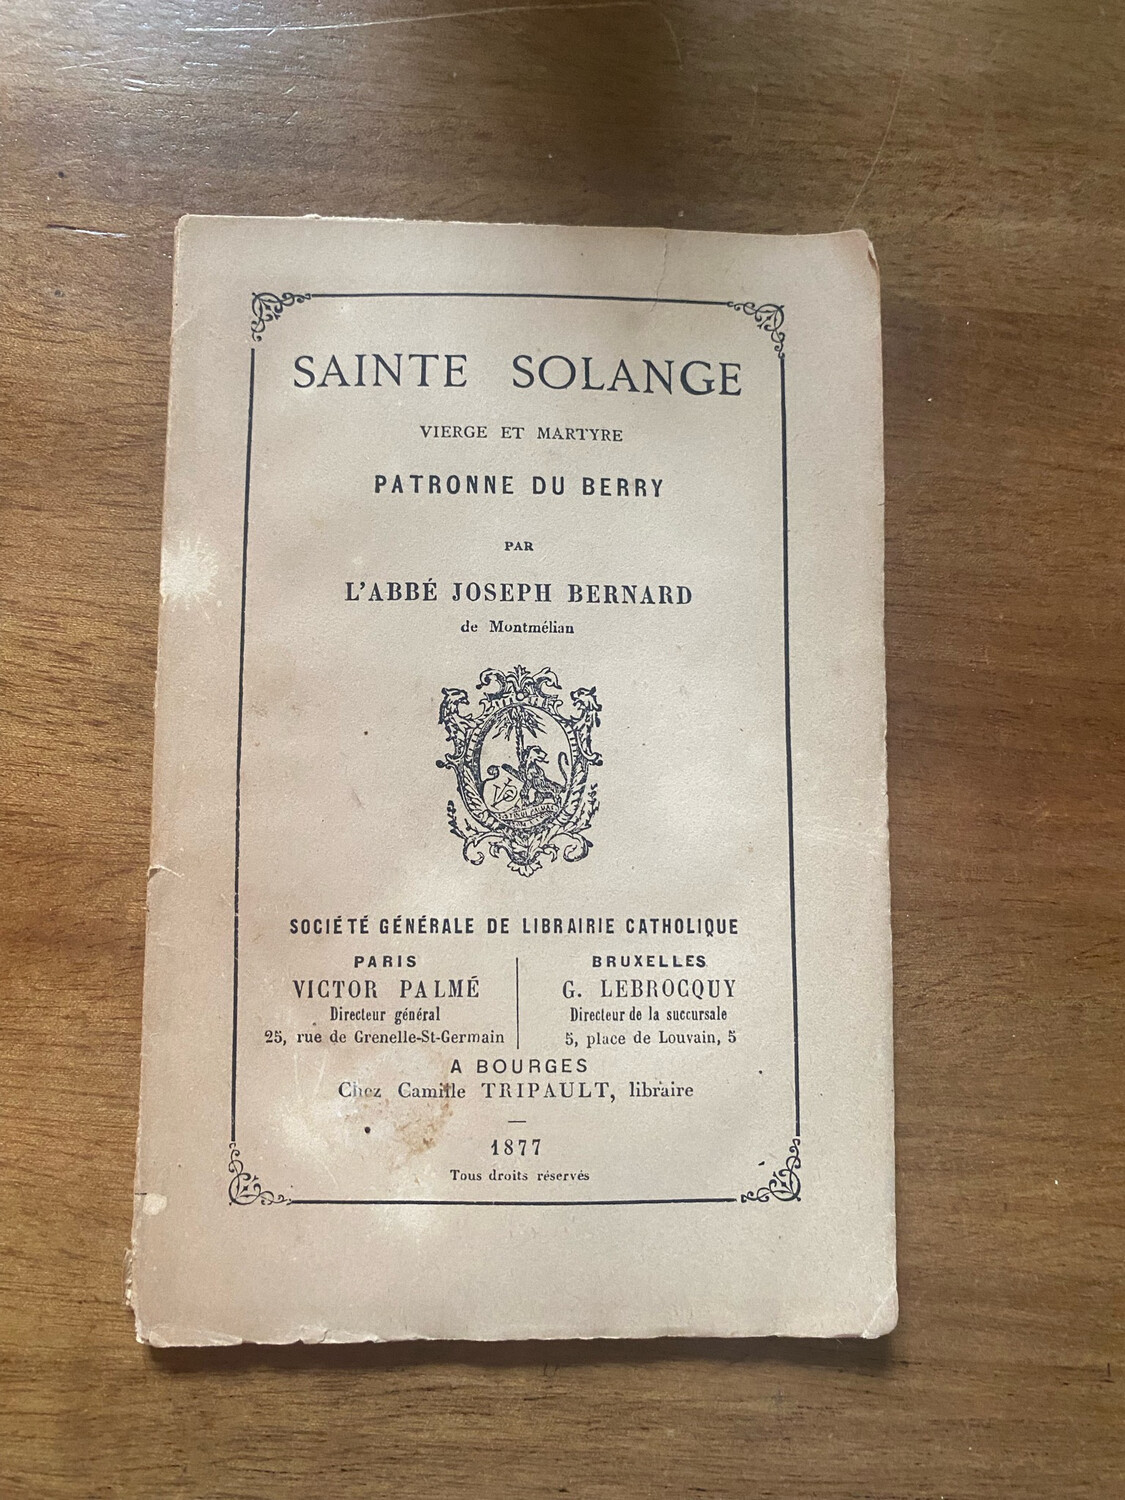 SAINTE SOLANGE
VIERGE ET MARTYRE
PATRONNE DU BERRY
PAR
L'ABBÉ JOSEPH BERNARD
de Montmélian
SOCIÉTÉ GÉNÉRALE DE LIBRAIRIE CATHOLIQUE
PARIS
VICTOR PALMÉ
Directeur général
25, rue de Grenelle-St-Germain
BRUXELLES
G. LEBROCQUY
Directeur de la succursale
5, place de Louvain, 5
A BOURGES
Chez Camille TRIPAULT, libraire
1877
Tous droits réservés